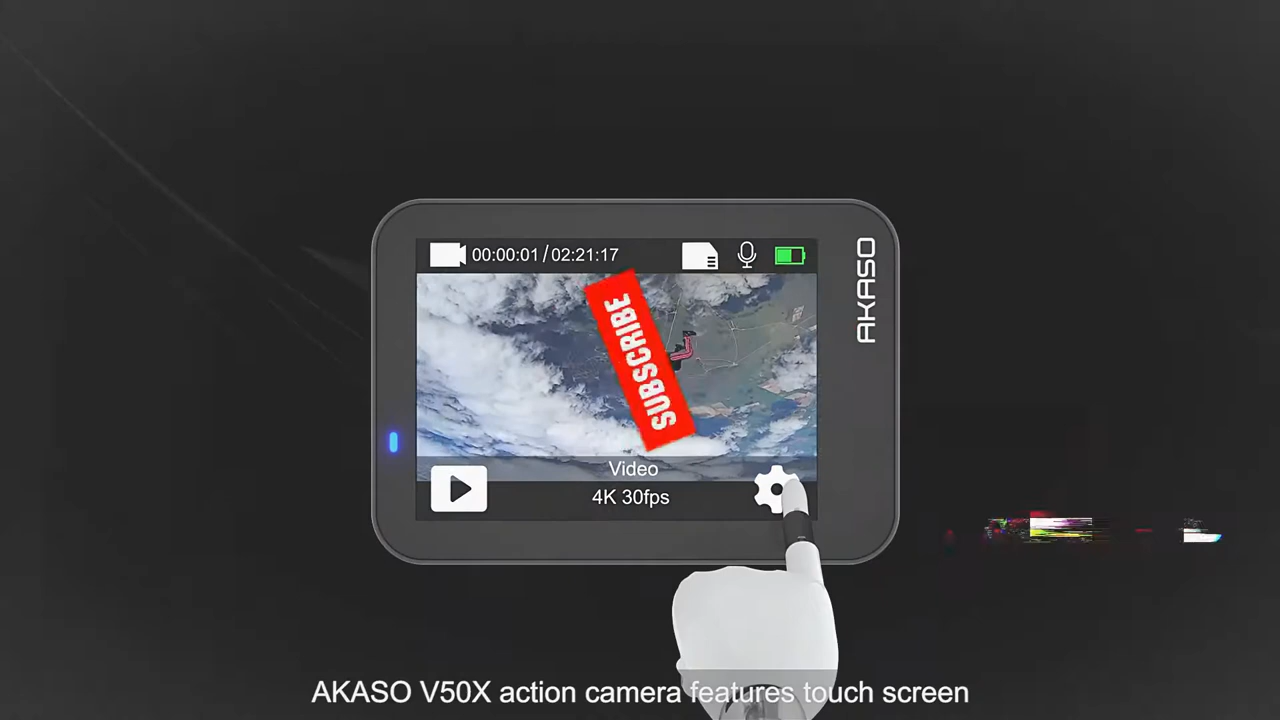 00:00:01 / 02:21:17
AKASO
SUBSCRIBE
Video
4K 30fps
AKASO V50X action camera features touch screen